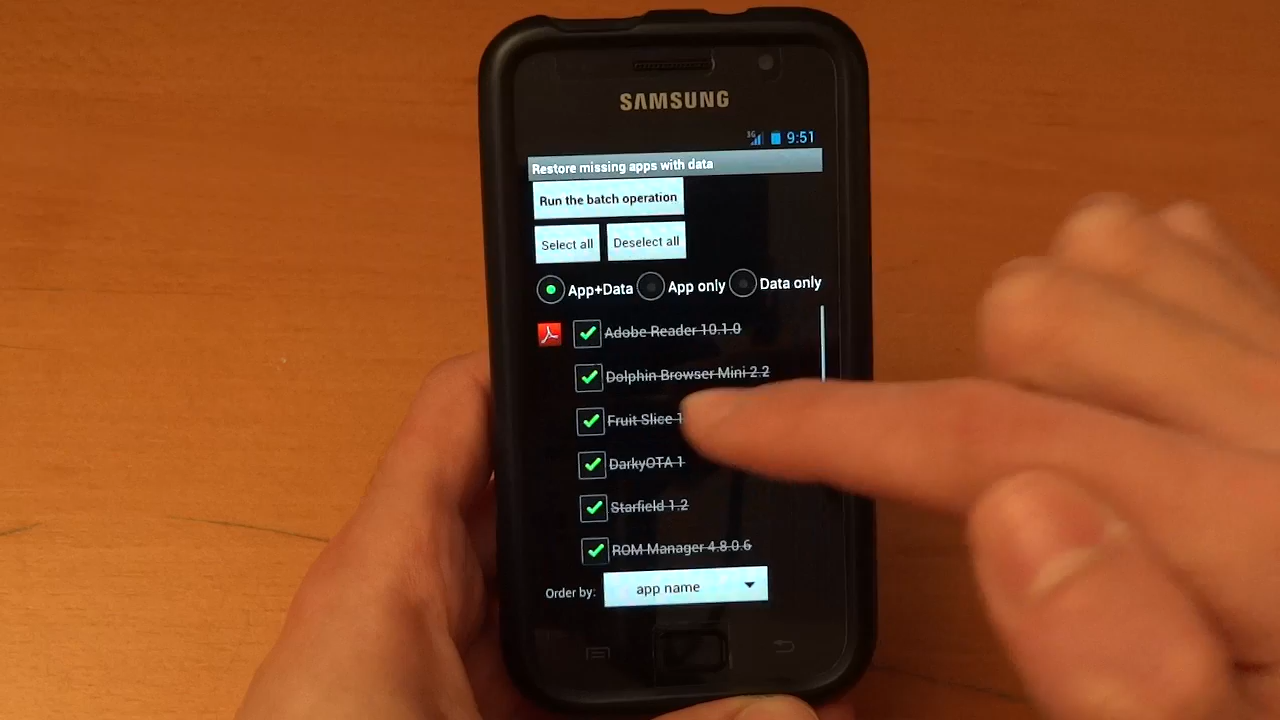 SAMSUNG
3G 9:51
Restore missing apps with data
Run the batch operation
Select all Deselect all
App+Data App only Data only
Adobe Reader 10.1.0
Dolphin Browser Mini 2.2
Fruit Slice 1
DarkyOTA 1
Starfield 1.2
ROM Manager 4.8.0.6
Order by: app name